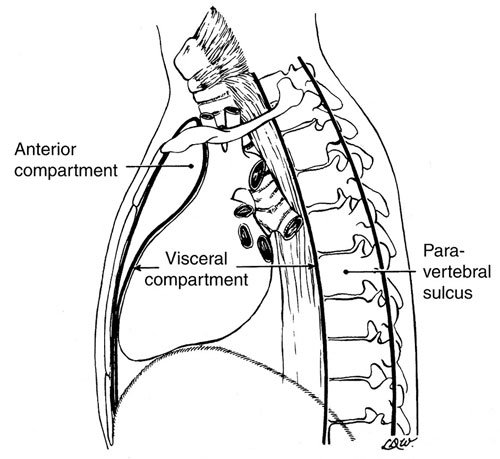 Anterior
compartment
Visceral
compartment
Para-
vertebral
sulcus